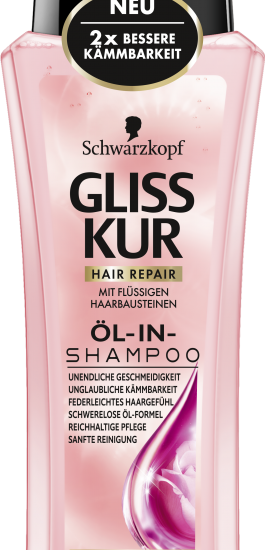 NEU
2x BESSERE
KÄMMBARKEIT
Schwarzkopf
GLISS
KUR
HAIR REPAIR
MIT FLÜSSIGEN
HAARBAUSTEINEN
ÖL-IN-
SHAMPOO
UNENDLICHE GESCHMEIDIGKEIT
UNGLAUBLICHE KÄMMBARKEIT
FEDERLEICHTES HAARGEFÜHL
SCHWERELOSE ÖL-FORMEL
REICHHALTIGE PFLEGE
SANFTE REINIGUNG